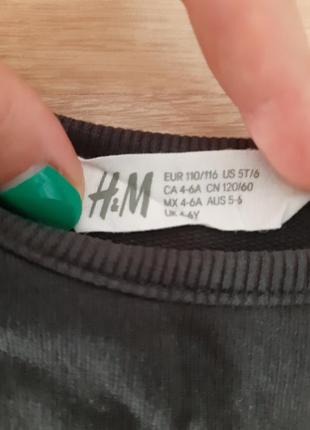 H&M
EUR 110/116 US 5T/6
CA 4-6A CN 120/60
MX 4-6A AUS 5-6
UK 4-6Y